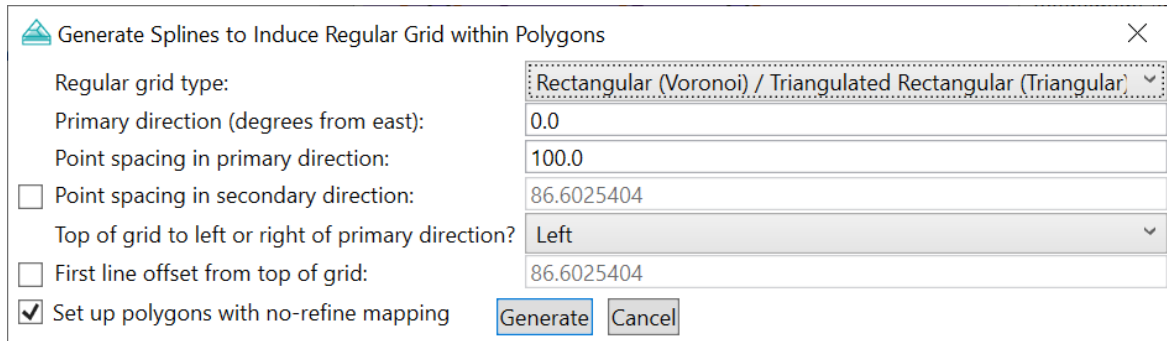 Generate Splines to Induce Regular Grid within Polygons
Regular grid type: Rectangular (Voronoi) / Triangulated Rectangular (Triangular)
Primary direction (degrees from east): 0.0
Point spacing in primary direction: 100.0
Point spacing in secondary direction: 86.6025404
Top of grid to left or right of primary direction? Left
First line offset from top of grid: 86.6025404
Set up polygons with no-refine mapping Generate Cancel